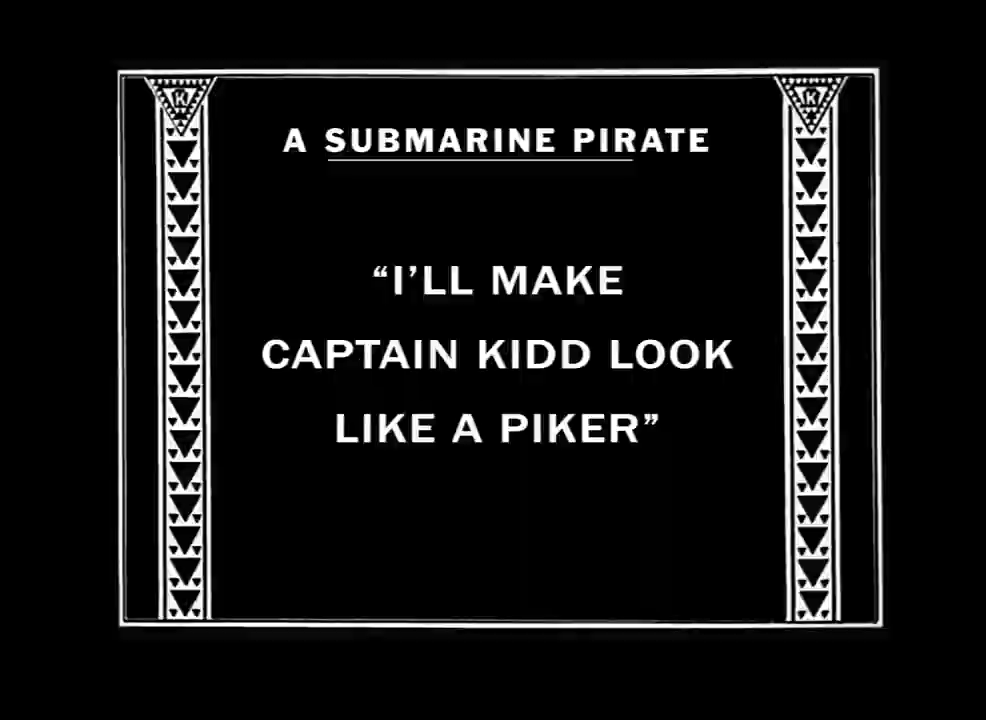 K K
A SUBMARINE PIRATE
“I’LL MAKE
CAPTAIN KIDD LOOK
LIKE A PIKER”